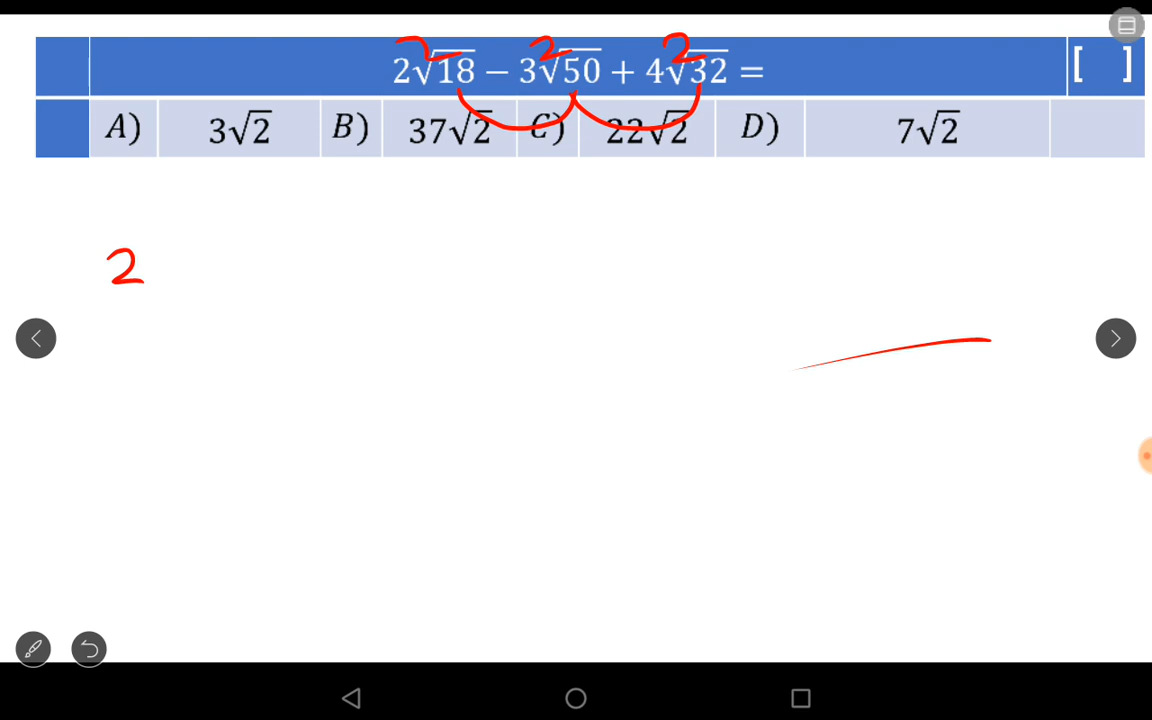 2 2 2
2√18 − 3√50 + 4√32 = [ ]
A) 3√2 B) 37√2 C) 22√2 D) 7√2
2